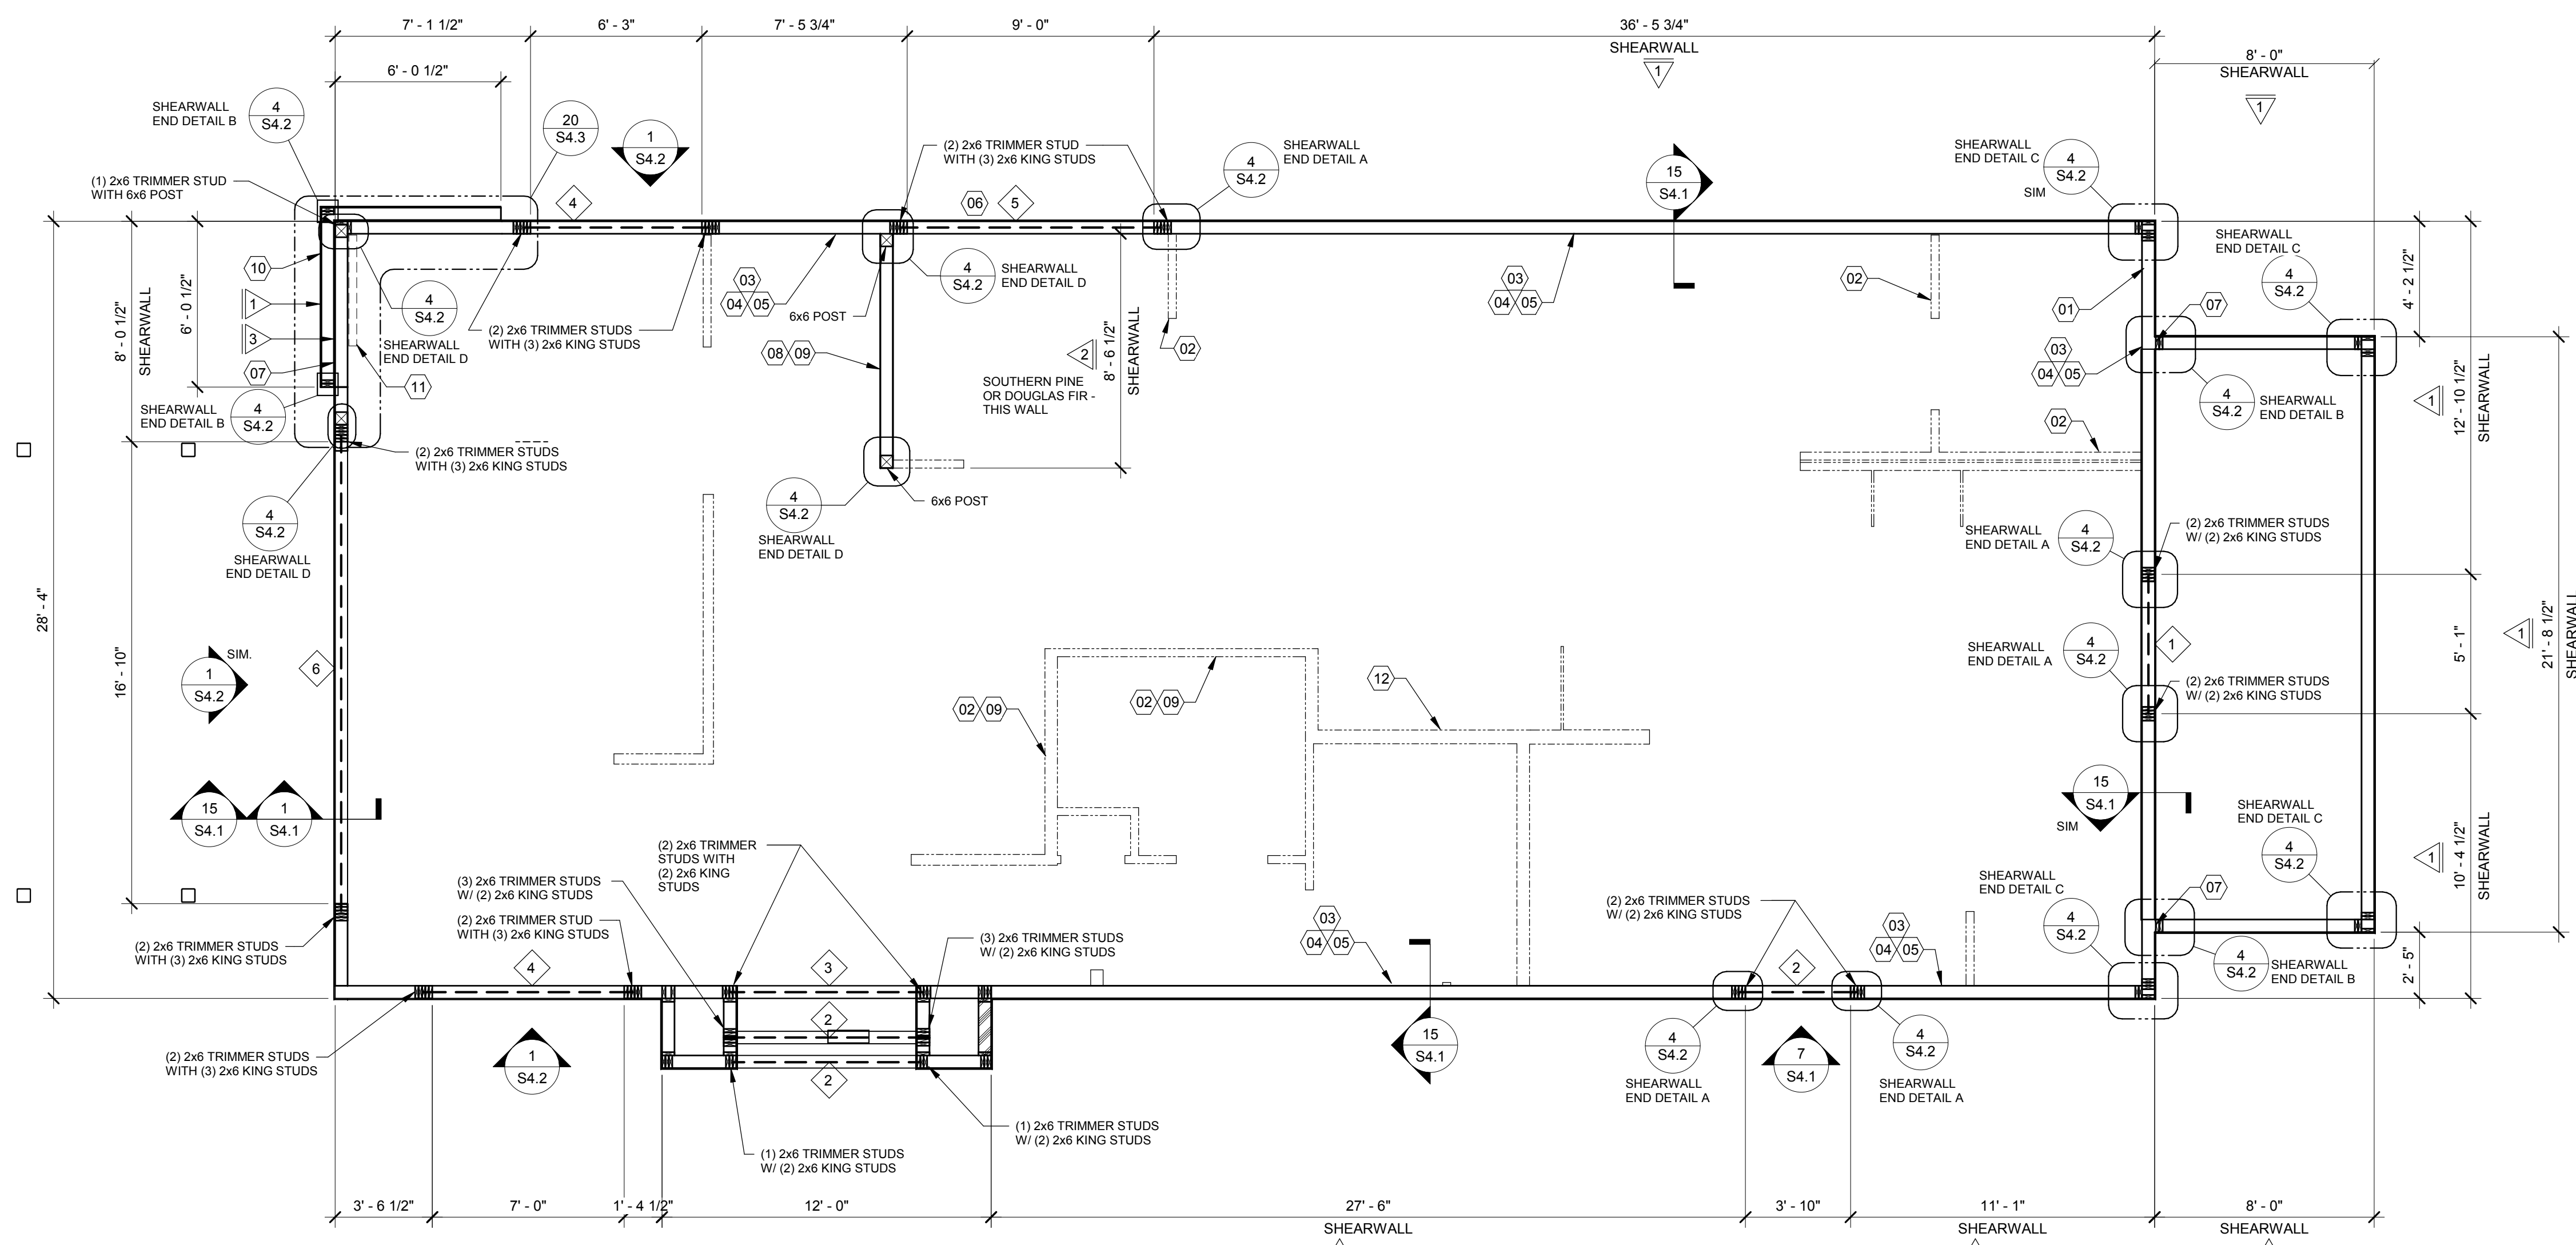 7' - 1 1/2"
6' - 3"
7' - 5 3/4"
9' - 0"
36' - 5 3/4"
SHEARWALL
1
8' - 0"
SHEARWALL
1
6' - 0 1/2"
SHEARWALL
END DETAIL B
4
S4.2
20
S4.3
1
S4.2
(2) 2x6 TRIMMER STUD
WITH (3) 2x6 KING STUDS
4
S4.2
SHEARWALL
END DETAIL A
15
S4.1
SHEARWALL
END DETAIL C
4
S4.2
SIM
(1) 2x6 TRIMMER STUD
WITH 6x6 POST
4
06
5
SHEARWALL
END DETAIL C
4
S4.2
4' - 2 1/2"
10
1
3
07
8' - 0 1/2"
SHEARWALL
6' - 0 1/2"
4
S4.2
SHEARWALL
END DETAIL D
11
(2) 2x6 TRIMMER STUDS
WITH (3) 2x6 KING STUDS
03
04
05
6x6 POST
4
S4.2
SHEARWALL
END DETAIL D
08
09
2
8' - 6 1/2"
SHEARWALL
SOUTHERN PINE
OR DOUGLAS FIR -
THIS WALL
02
03
04
05
02
01
07
03
04
05
4
S4.2
SHEARWALL
END DETAIL B
1
12' - 10 1/2"
SHEARWALL
02
SHEARWALL
END DETAIL B
4
S4.2
(2) 2x6 TRIMMER STUDS
WITH (3) 2x6 KING STUDS
4
S4.2
SHEARWALL
END DETAIL D
4
S4.2
SHEARWALL
END DETAIL D
6x6 POST
SHEARWALL
END DETAIL A
4
S4.2
(2) 2x6 TRIMMER STUDS
W/ (2) 2x6 KING STUDS
28' - 4"
16' - 10"
SIM.
1
S4.2
6
SHEARWALL
END DETAIL A
4
S4.2
1
(2) 2x6 TRIMMER STUDS
W/ (2) 2x6 KING STUDS
5' - 1"
1
21' - 8 1/2"
SHEARWALL
02
09
02
09
12
15
S4.1
1
S4.1
15
S4.1
SIM
SHEARWALL
END DETAIL C
4
S4.2
1
10' - 4 1/2"
SHEARWALL
(2) 2x6 TRIMMER
STUDS WITH
(2) 2x6 KING
STUDS
(3) 2x6 TRIMMER STUDS
W/ (2) 2x6 KING STUDS
(2) 2x6 TRIMMER STUD
WITH (3) 2x6 KING STUDS
(2) 2x6 TRIMMER STUDS
WITH (3) 2x6 KING STUDS
(3) 2x6 TRIMMER STUDS
W/ (2) 2x6 KING STUDS
03
04
05
(2) 2x6 TRIMMER STUDS
W/ (2) 2x6 KING STUDS
03
04
05
SHEARWALL
END DETAIL C
4
S4.2
07
4
S4.2
SHEARWALL
END DETAIL B
2' - 5"
4
3
2
2
2
(2) 2x6 TRIMMER STUDS
WITH (3) 2x6 KING STUDS
1
S4.2
15
S4.1
4
S4.2
SHEARWALL
END DETAIL A
7
S4.1
4
S4.2
SHEARWALL
END DETAIL A
(1) 2x6 TRIMMER STUDS
W/ (2) 2x6 KING STUDS
(1) 2x6 TRIMMER STUDS
W/ (2) 2x6 KING STUDS
3' - 6 1/2"
7' - 0"
1' - 4 1/2"
12' - 0"
27' - 6"
SHEARWALL
3' - 10"
11' - 1"
SHEARWALL
8' - 0"
SHEARWALL